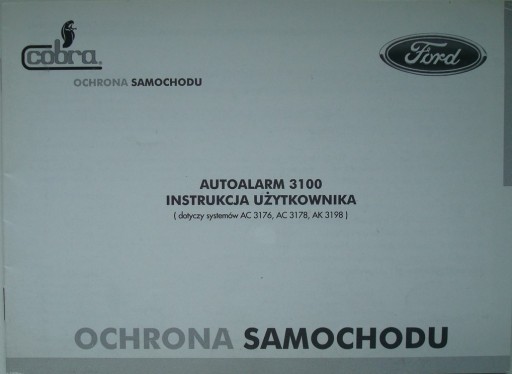 cobra
Ford
OCHRONA SAMOCHODU
AUTOALARM 3100
INSTRUKCJA UŻYTKOWNIKA
( dotyczy systemów AC 3176, AC 3178, AK 3198 )
OCHRONA SAMOCHODU